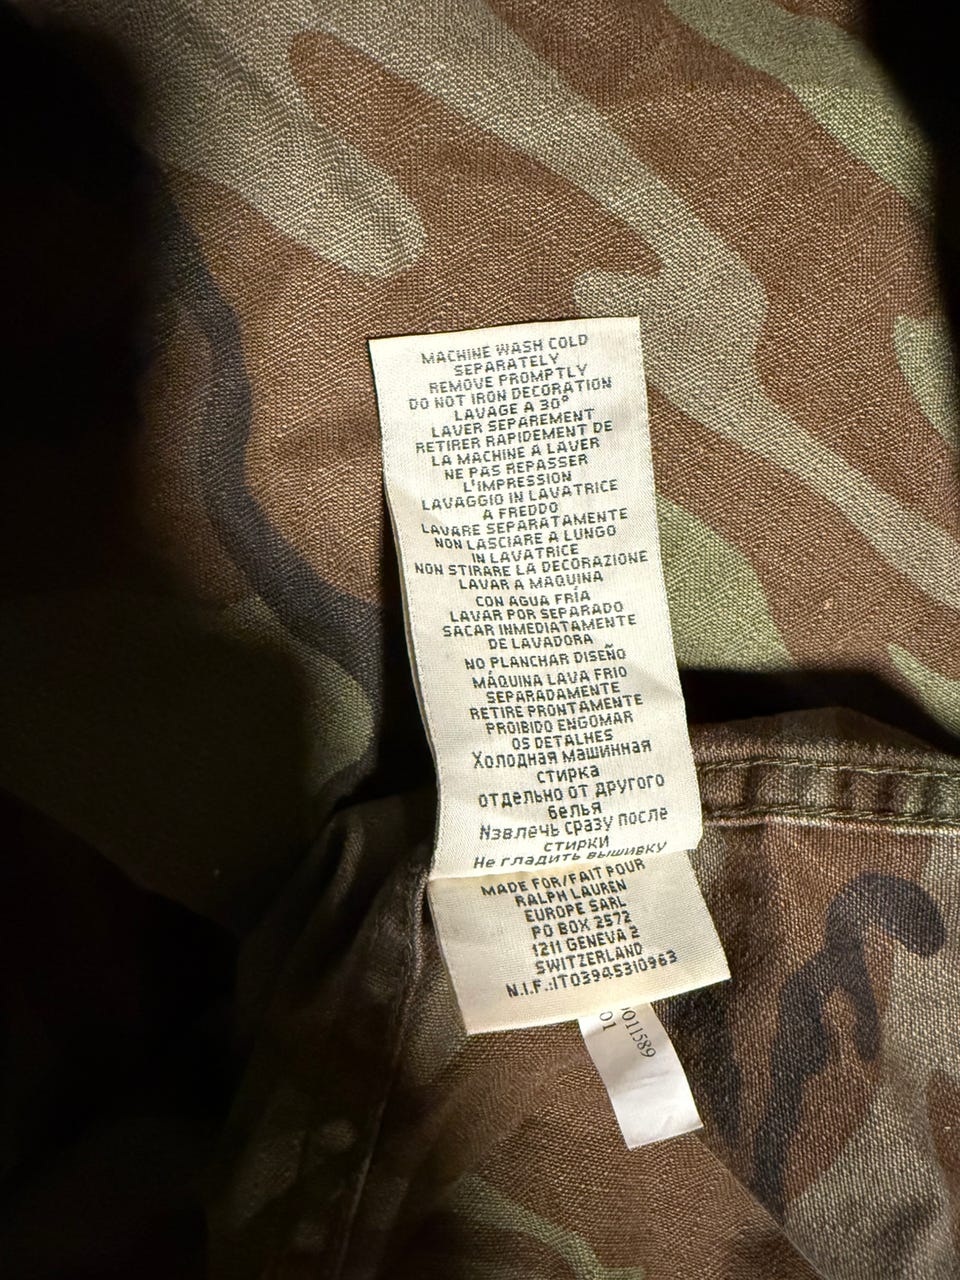 MACHINE WASH COLD
SEPARATELY
REMOVE PROMPTLY
DO NOT IRON DECORATION
LAVAGE A 30°
LAVER SEPAREMENT
RETIRER RAPIDEMENT DE
LA MACHINE À LAVER
NE PAS REPASSER
L'IMPRESSION
LAVAGGIO IN LAVATRICE
A FREDDO
LAVARE SEPARATAMENTE
NON LASCIARE A LUNGO
IN LAVATRICE
NON STIRARE LA DECORAZIONE
LAVAR A MAQUINA
CON AGUA FRÍA
LAVAR POR SEPARADO
SACAR INMEDIATAMENTE
DE LAVADORA
NO PLANCHAR DISEÑO
MÁQUINA LAVA FRIO
SEPARADAMENTE
RETIRE PRONTAMENTE
PROIBIDO ENGOMAR
OS DETALHES
Холодная машинная
стирка
отдельно от другого
белья
Nзвлечь сразу после
стирки
Не гладить вышивку
MADE FOR/FAIT POUR
RALPH LAUREN
EUROPE SARL
PO BOX 2572
1211 GENEVA 2
SWITZERLAND
N.I.F.:IT03945310963
0011589
01